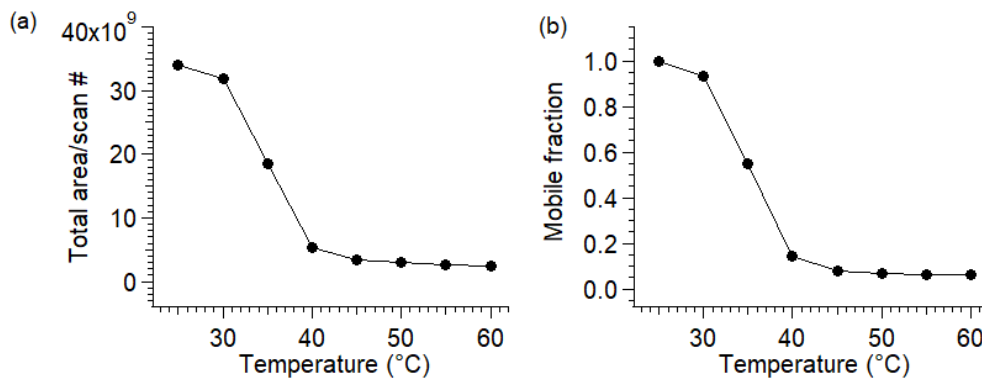 (a)
40x10⁹
30
20
10
0
Total area/scan #
30 40 50 60
Temperature (°C)
(b)
1.0
0.8
0.6
0.4
0.2
0.0
Mobile fraction
30 40 50 60
Temperature (°C)